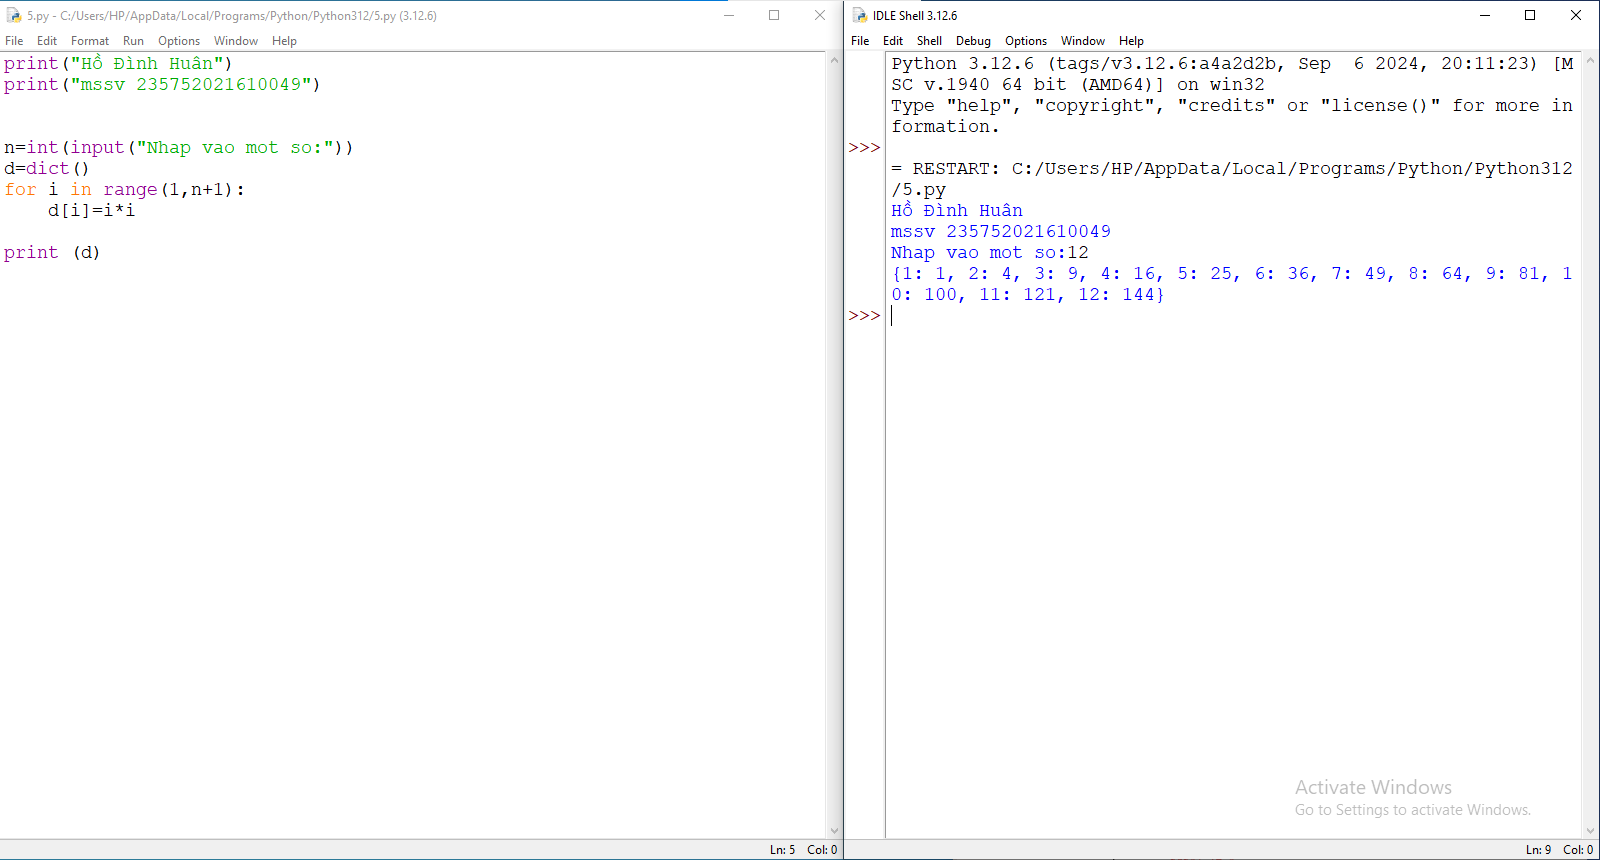 5.py - C:/Users/HP/AppData/Local/Programs/Python/Python312/5.py (3.12.6)
File Edit Format Run Options Window Help
print("Hồ Đình Huân")
print("mssv 235752021610049")
n=int(input("Nhap vao mot so:"))
d=dict()
for i in range(1,n+1):
    d[i]=i*i
print (d)
Ln: 5 Col: 0
IDLE Shell 3.12.6
File Edit Shell Debug Options Window Help
Python 3.12.6 (tags/v3.12.6:a4a2d2b, Sep  6 2024, 20:11:23) [M
SC v.1940 64 bit (AMD64)] on win32
Type "help", "copyright", "credits" or "license()" for more in
formation.
>>>
= RESTART: C:/Users/HP/AppData/Local/Programs/Python/Python312
/5.py
Hồ Đình Huân
mssv 235752021610049
Nhap vao mot so:12
{1: 1, 2: 4, 3: 9, 4: 16, 5: 25, 6: 36, 7: 49, 8: 64, 9: 81, 1
0: 100, 11: 121, 12: 144}
>>>
Activate Windows
Go to Settings to activate Windows.
Ln: 9 Col: 0